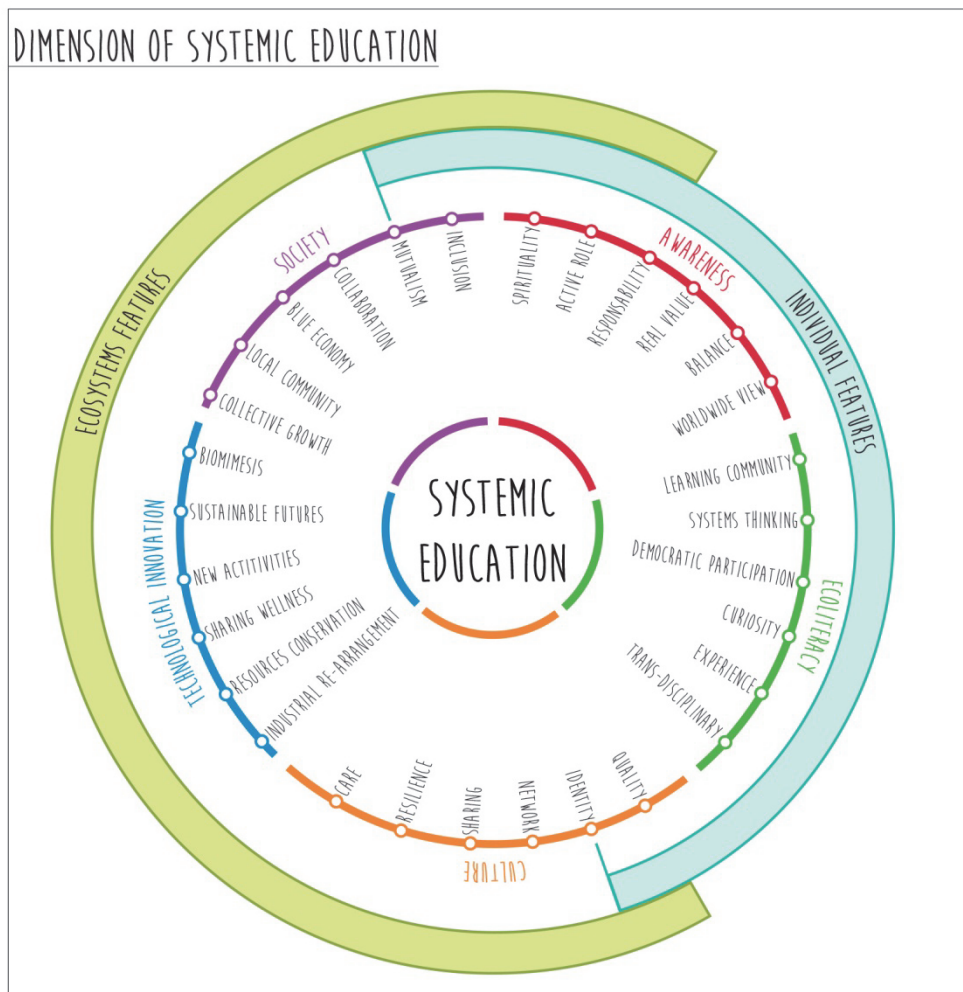 DIMENSION OF SYSTEMIC EDUCATION
ECOSYSTEMS FEATURES
INDIVIDUAL FEATURES
SOCIETY
COLLECTIVE GROWTH
LOCAL COMMUNITY
BLUE ECONOMY
COLLABORATION
MUTUALISM
INCLUSION
AWARENESS
SPIRITUALITY
ACTIVE ROLE
RESPONSABILITY
REAL VALUE
BALANCE
WORLDWIDE VIEW
ECOLITERACY
LEARNING COMMUNITY
SYSTEMS THINKING
DEMOCRATIC PARTICIPATION
CURIOSITY
EXPERIENCE
TRANS-DISCIPLINARY
CULTURE
QUALITY
IDENTITY
NETWORK
SHARING
RESILIENCE
CARE
TECHNOLOGICAL INNOVATION
INDUSTRIAL RE-ARRANGEMENT
RESOURCES CONSERVATION
SHARING WELLNESS
NEW ACTITIVITIES
SUSTAINABLE FUTURES
BIOMIMESIS
SYSTEMIC
EDUCATION